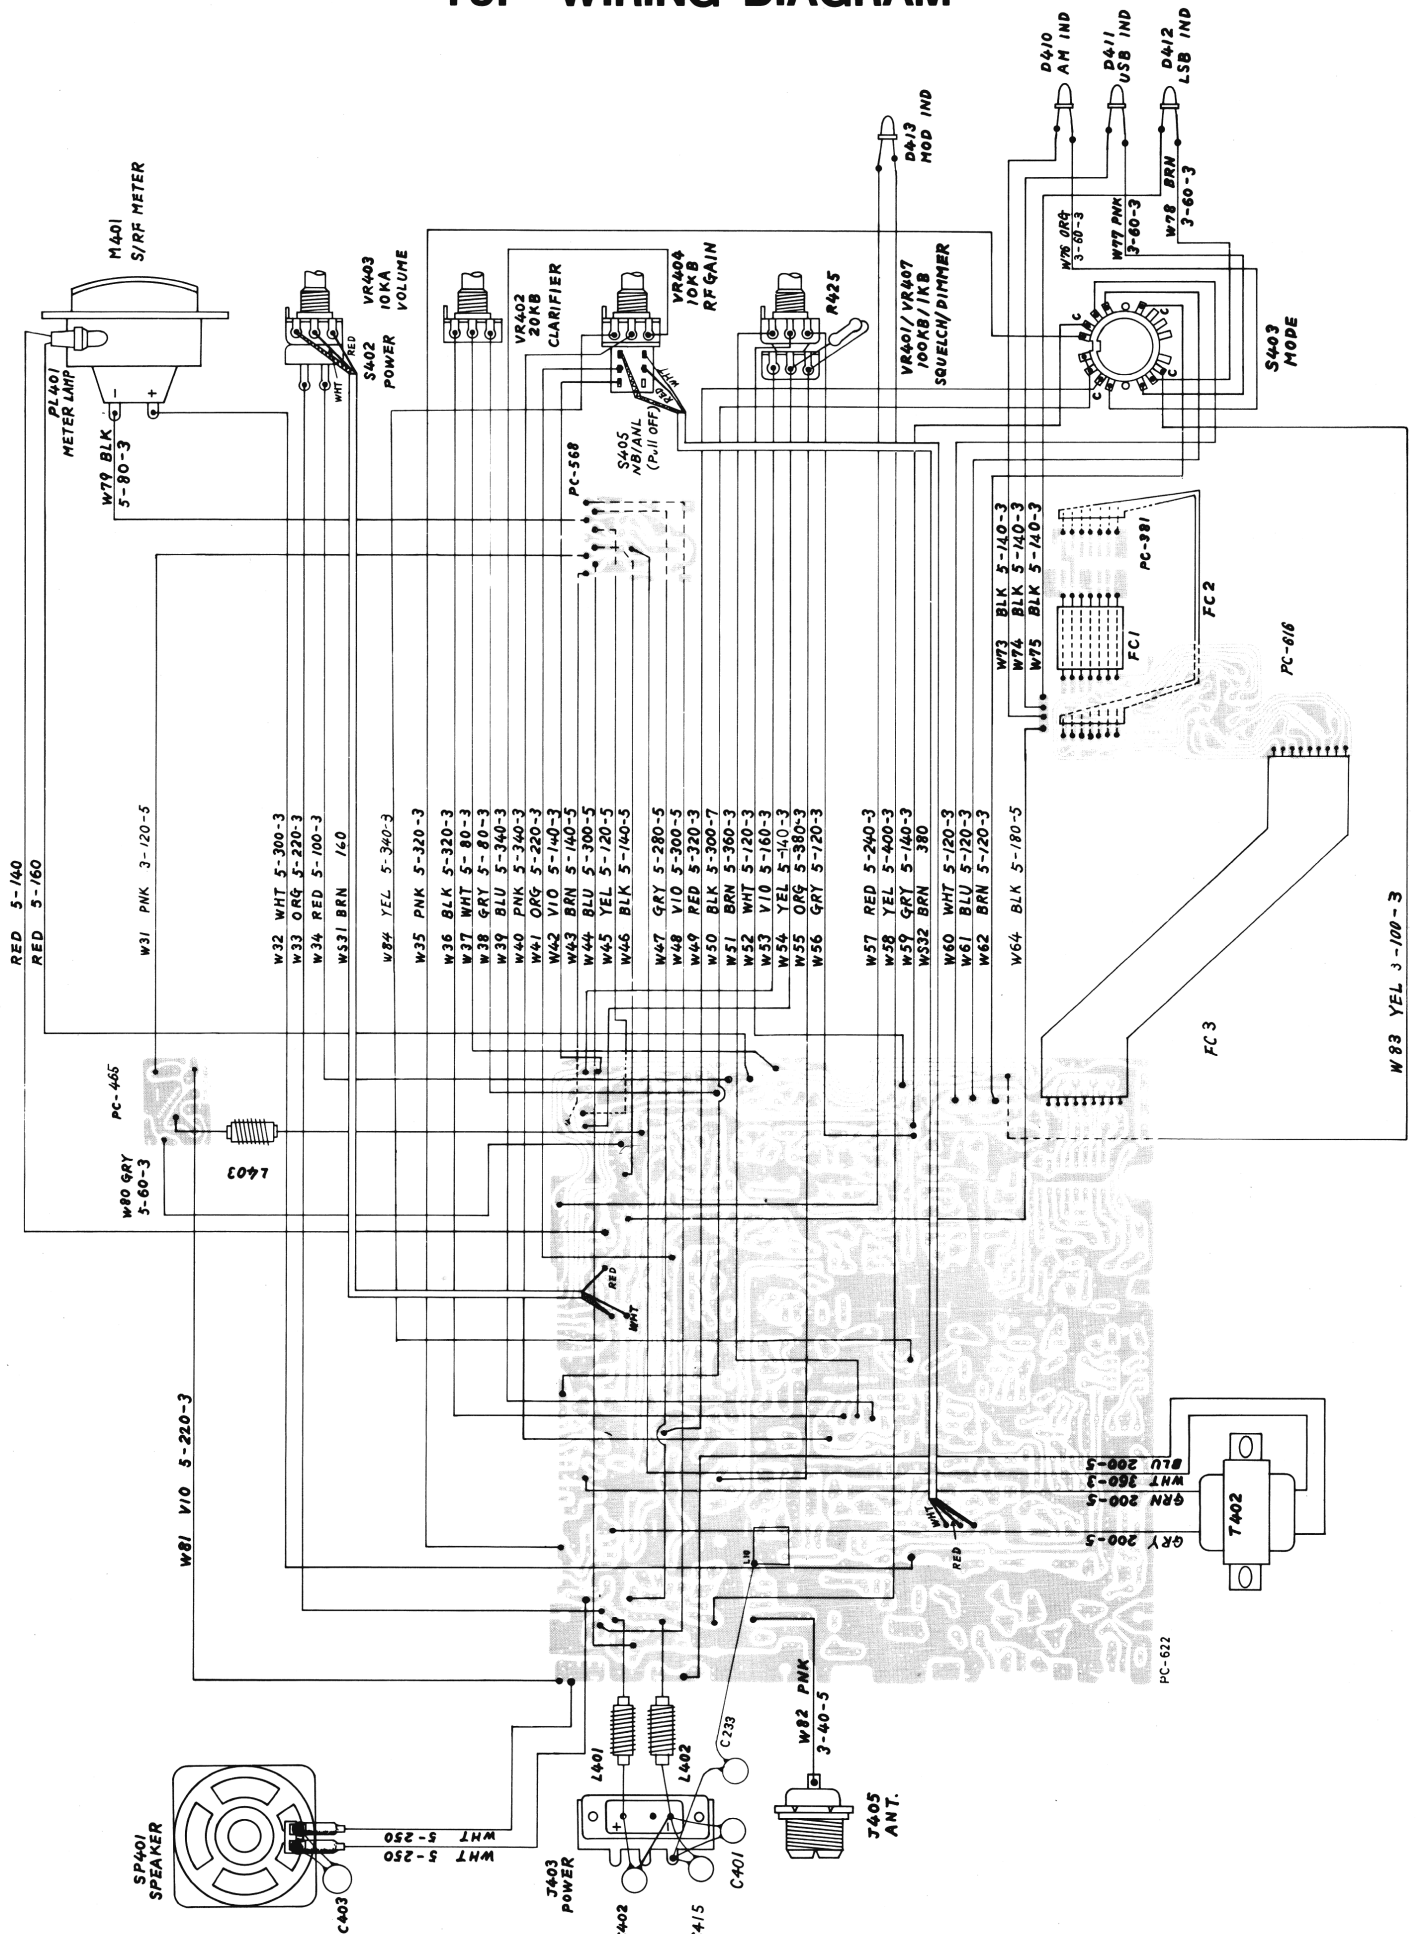 WIRING DIAGRAM
D410
AM IND
D411
USB IND
D412
LSB IND
D413
MOD IND
M401
S/RF METER
PL401
METER LAMP
-
+
W79 BLK
5-80-3
VR403
10KA
VOLUME
S402
POWER
RED
WHT
VR402
20KB
CLARIFIER
VR404
10KB
RF GAIN
S405
NB/ANL
(Pull OFF)
RED
WHT
PC-568
R425
VR401/VR407
100KB/1KB
SQUELCH/DIMMER
W76 ORG
3-60-3
W77 PNK
3-60-3
W78 BRN
3-60-3
C
C
C
C
S403
MODE
W73 BLK 5-140-3
W74 BLK 5-140-3
W75 BLK 5-140-3
PC-981
FC1
FC2
PC-616
RED 5-140
RED 5-160
W31 PNK 3-120-5
W32 WHT 5-300-3
W33 ORG 5-220-3
W34 RED 5-100-3
WS31 BRN 160
W84 YEL 5-340-3
W35 PNK 5-320-3
W36 BLK 5-320-3
W37 WHT 5-80-3
W38 GRY 5-80-3
W39 BLU 5-340-3
W40 PNK 5-340-3
W41 ORG 5-220-3
W42 VIO 5-140-3
W43 BRN 5-140-5
W44 BLU 5-300-5
W45 YEL 5-120-5
W46 BLK 5-140-5
W47 GRY 5-280-5
W48 VIO 5-300-5
W49 RED 5-320-3
W50 BLK 5-300-7
W51 BRN 5-360-3
W52 WHT 5-120-3
W53 VIO 5-160-3
W54 YEL 5-140-3
W55 ORG 5-380-3
W56 GRY 5-120-3
W57 RED 5-240-3
W58 YEL 5-400-3
W59 GRY 5-140-3
WS32 BRN 380
W60 WHT 5-120-3
W61 BLU 5-120-3
W62 BRN 5-120-3
W64 BLK 5-180-5
W83 YEL 3-100-3
FC3
PC-465
L403
W80 GRY
5-60-3
RED
WHT
W81 VIO 5-220-3
BLU 200-5
WHT 360-3
GRN 200-5
GRY 200-5
T402
WHT
RED
L10
PC-622
SP401
SPEAKER
WHT 5-250
WHT 5-250
C403
L401
L402
C233
J403
POWER
+
-
402
415
C401
W82 PNK
3-40-5
J405
ANT.